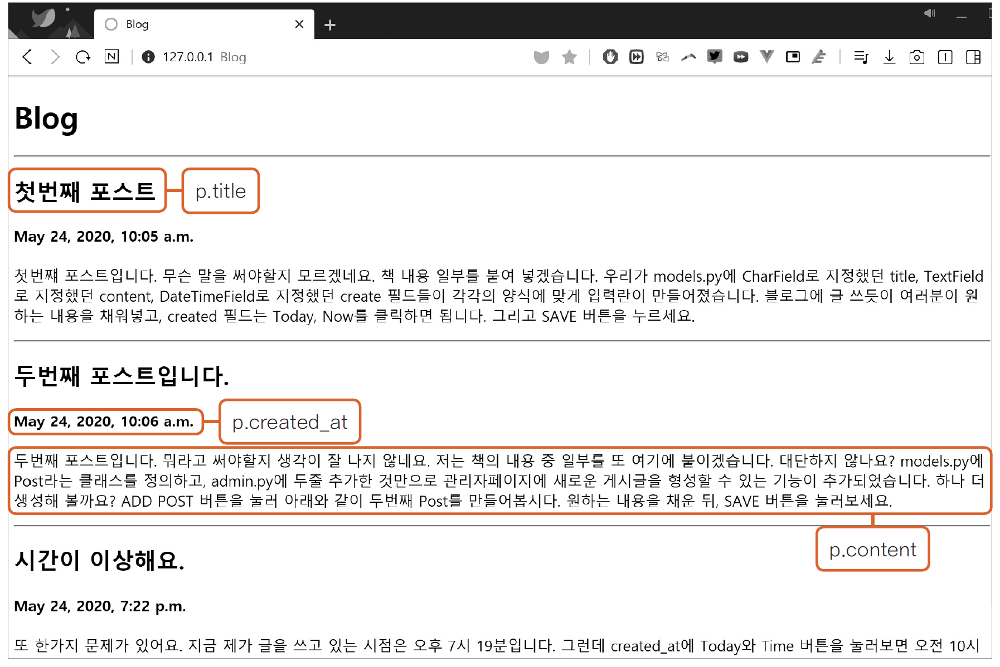 Blog
127.0.0.1 Blog
Blog
첫번째 포스트
p.title
May 24, 2020, 10:05 a.m.
첫번째 포스트입니다. 무슨 말을 써야할지 모르겠네요. 책 내용 일부를 붙여 넣겠습니다. 우리가 models.py에 CharField로 지정했던 title, TextField
로 지정했던 content, DateTimeField로 지정했던 create 필드들이 각각의 양식에 맞게 입력란이 만들어졌습니다. 블로그에 글 쓰듯이 여러분이 원
하는 내용을 채워넣고, created 필드는 Today, Now를 클릭하면 됩니다. 그리고 SAVE 버튼을 누르세요.
두번째 포스트입니다.
May 24, 2020, 10:06 a.m.
p.created_at
두번째 포스트입니다. 뭐라고 써야할지 생각이 잘 나지 않네요. 저는 책의 내용 중 일부를 또 여기에 붙이겠습니다. 대단하지 않나요? models.py에
Post라는 클래스를 정의하고, admin.py에 두줄 추가한 것만으로 관리자페이지에 새로운 게시글을 형성할 수 있는 기능이 추가되었습니다. 하나 더
생성해 볼까요? ADD POST 버튼을 눌러 아래와 같이 두번째 Post를 만들어봅시다. 원하는 내용을 채운 뒤, SAVE 버튼을 눌러보세요.
p.content
시간이 이상해요.
May 24, 2020, 7:22 p.m.
또 한가지 문제가 있어요. 지금 제가 글을 쓰고 있는 시점은 오후 7시 19분입니다. 그런데 created_at에 Today와 Time 버튼을 눌러보면 오전 10시